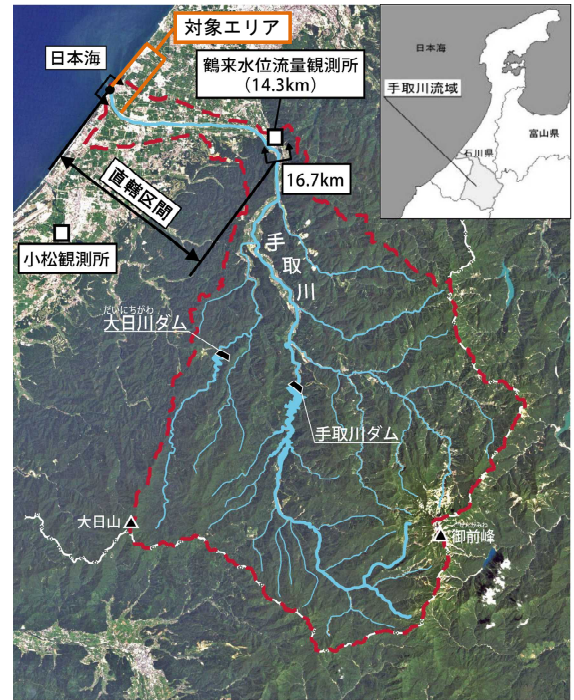 対象エリア
日本海
鶴来水位流量観測所
(14.3km)
16.7km
直轄区間
小松観測所
手取川
だいにちがわ
大日川ダム
手取川ダム
大日山
御前峰
日本海
手取川流域
富山県
石川県